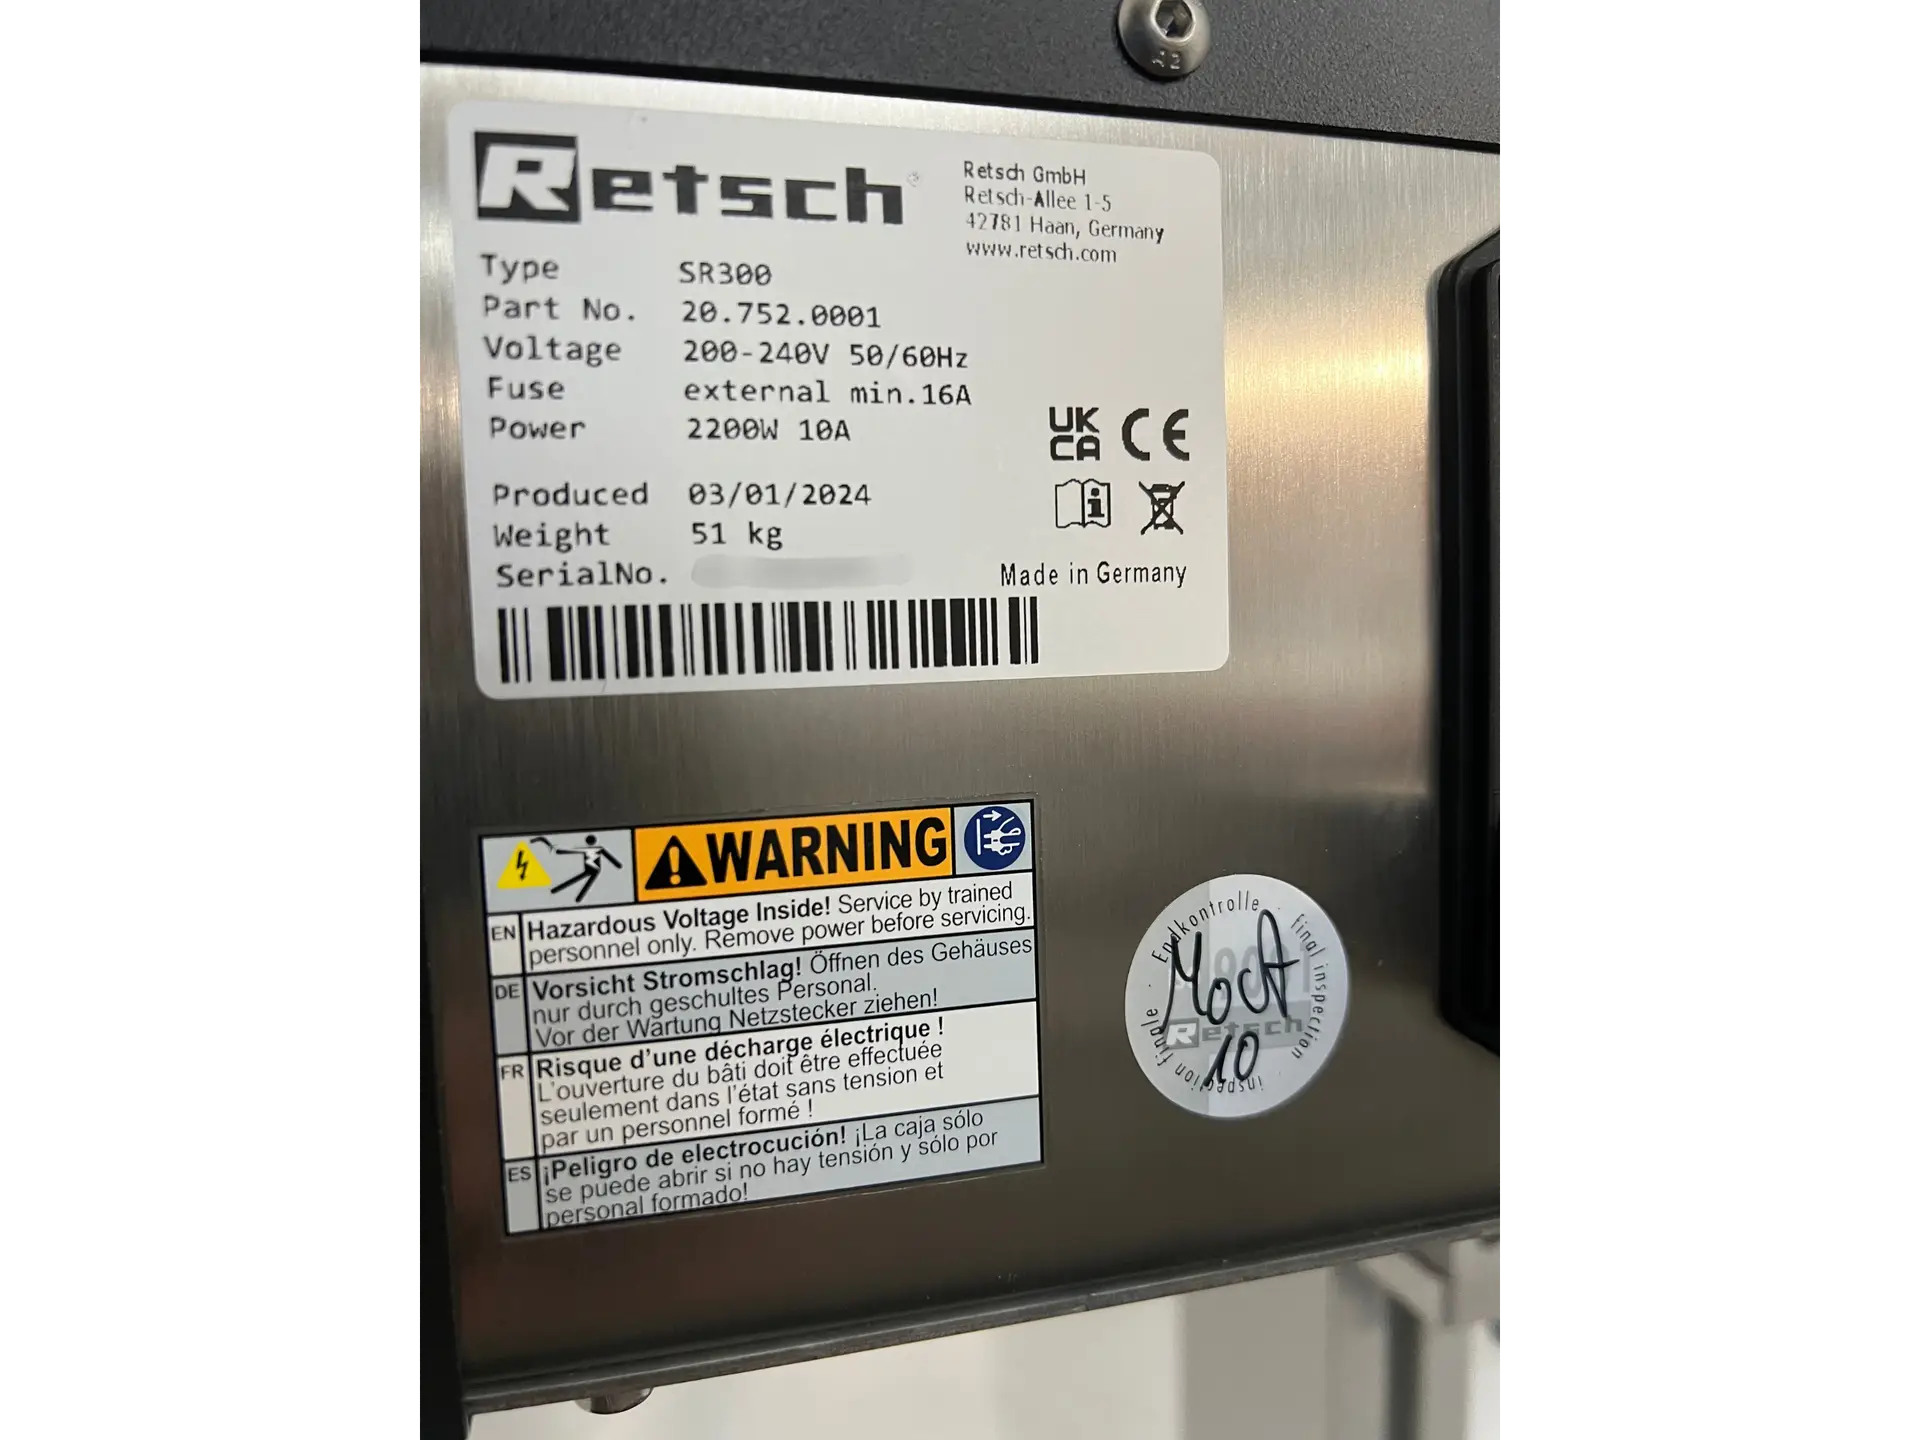 A2
Retsch
Retsch GmbH
Retsch-Allee 1-5
42781 Haan, Germany
www.retsch.com
Type SR300
Part No. 20.752.0001
Voltage 200-240V 50/60Hz
Fuse external min.16A
Power 2200W 10A
UK
CA CE
Produced 03/01/2024
Weight 51 kg
SerialNo.
Made in Germany
WARNING
EN Hazardous Voltage Inside! Service by trained
personnel only. Remove power before servicing.
DE Vorsicht Stromschlag! Öffnen des Gehäuses
nur durch geschultes Personal.
Vor der Wartung Netzstecker ziehen!
FR Risque d'une décharge électrique !
L'ouverture du bâti doit être effectuée
seulement dans l'état sans tension et
par un personnel formé !
ES ¡Peligro de electrocución! ¡La caja sólo
se puede abrir si no hay tensión y sólo por
personal formado!
Endkontrolle · final inspection · inspection finale ·
Retsch
10